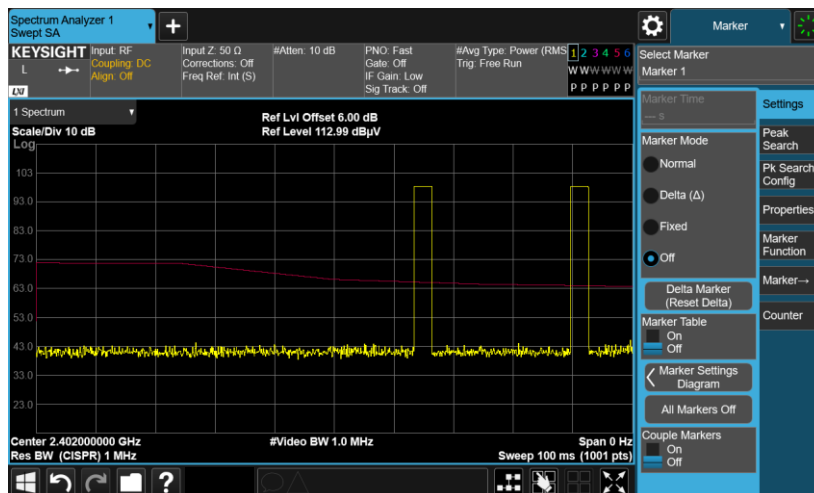 Spectrum Analyzer 1
Swept SA
+
Marker
KEYSIGHT
L
LXI
Input: RF
Coupling: DC
Align: Off
Input Z: 50 Ω
Corrections: Off
Freq Ref: Int (S)
#Atten: 10 dB
PNO: Fast
Gate: Off
IF Gain: Low
Sig Track: Off
#Avg Type: Power (RMS
Trig: Free Run
1 2 3 4 5 6
W W W W W W
P P P P P P
Select Marker
Marker 1
1 Spectrum
Scale/Div 10 dB
Log
Ref Lvl Offset 6.00 dB
Ref Level 112.99 dBµV
103
93.0
83.0
73.0
63.0
53.0
43.0
33.0
23.0
Center 2.402000000 GHz
Res BW (CISPR) 1 MHz
#Video BW 1.0 MHz
Span 0 Hz
Sweep 100 ms (1001 pts)
Marker Time
--- s
Marker Mode
Normal
Delta (Δ)
Fixed
Off
Delta Marker
(Reset Delta)
Marker Table
On
Off
Marker Settings
Diagram
All Markers Off
Couple Markers
On
Off
Settings
Peak
Search
Pk Search
Config
Properties
Marker
Function
Marker→
Counter
?